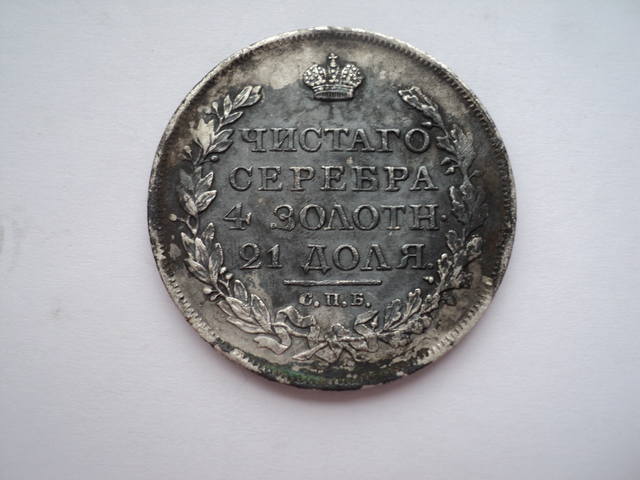 ЧИСТАГО
СЕРЕБРА
4. ЗОЛОТН.
21 ДОЛЯ.
С.П.Б.